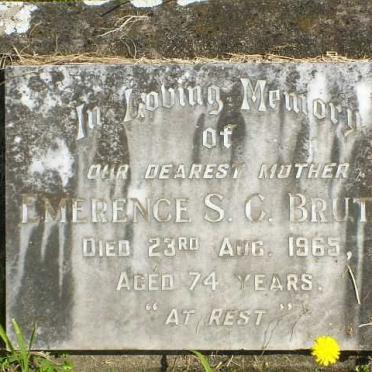 In Loving Memory
of
OUR DEAREST MOTHER
EMERENCE S. C. BRUT
DIED 23RD AUG. 1965,
AGED 74 YEARS.
"AT REST"